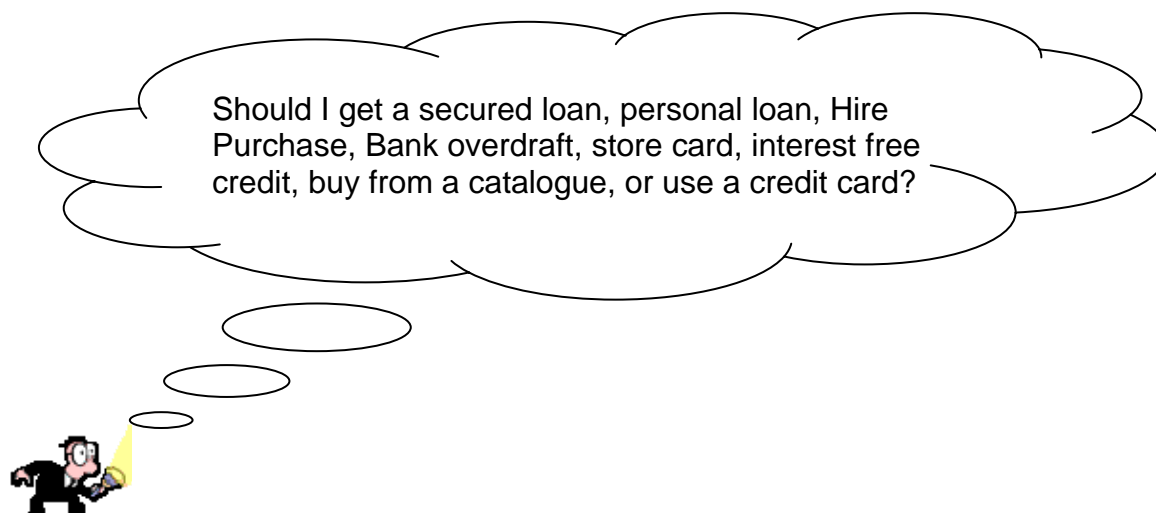 Should I get a secured loan, personal loan, Hire
Purchase, Bank overdraft, store card, interest free
credit, buy from a catalogue, or use a credit card?